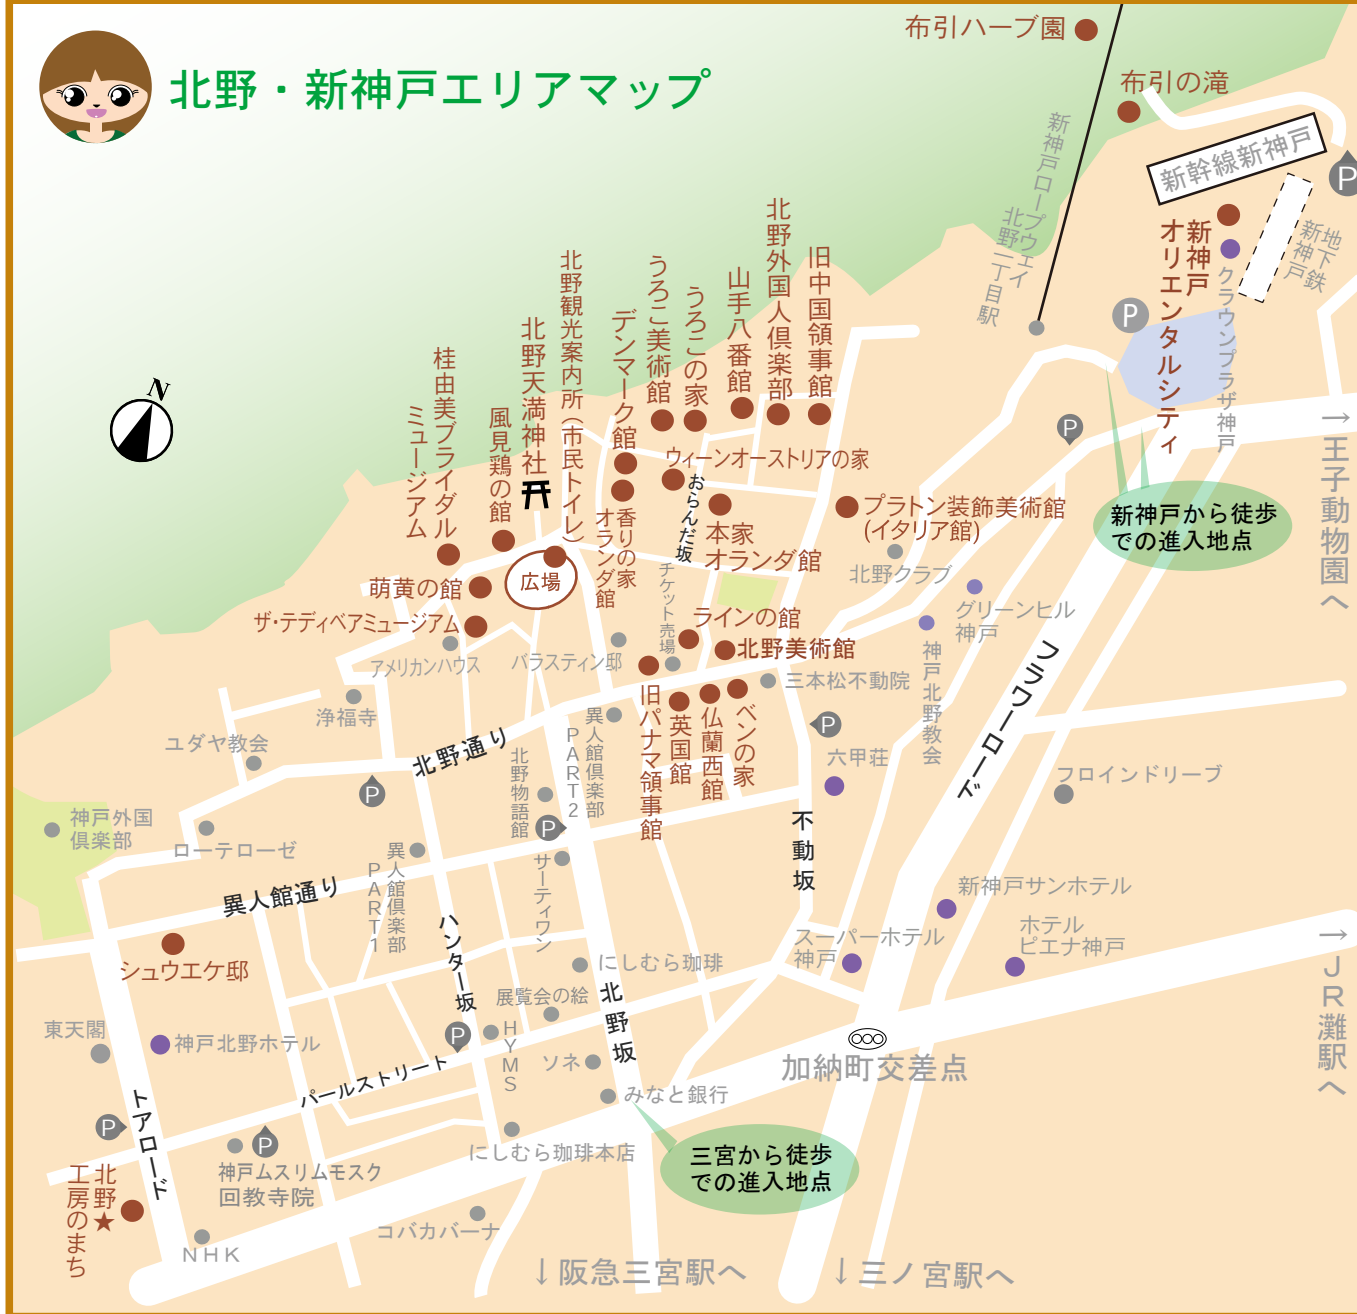 北野・新神戸エリアマップ
布引ハーブ園
布引の滝
新幹線新神戸
P
地下鉄
新神戸
新神戸ロープウェイ
北野一丁目駅
新神戸
オリエンタルシティ
クラウンプラザ神戸
P
P
N
→王子動物園へ
新神戸から徒歩
での進入地点
旧中国領事館
北野外国人倶楽部
山手八番館
うろこの家
うろこ美術館
デンマーク館
北野観光案内所（市民トイレ）
北野天満神社
風見鶏の館
桂由美ブライダル
ミュージアム
ウィーンオーストリアの家
おらんだ坂
香りの家
オランダ館
本家
オランダ館
プラトン装飾美術館
(イタリア館)
北野クラブ
グリーンヒル
神戸
神戸北野教会
広場
萌黄の館
ザ・テディベアミュージアム
アメリカンハウス
バラスティン邸
チケット売場
ラインの館
北野美術館
三本松不動院
旧パナマ領事館
英国館
仏蘭西館
ベンの家
P
六甲荘
フラワーロード
フロインドリーブ
浄福寺
ユダヤ教会
北野通り
P
異人館倶楽部
PART2
北野物語館
P
サーティワン
神戸外国
倶楽部
ローテローゼ
異人館倶楽部
PART1
異人館通り
ハンター坂
不動坂
新神戸サンホテル
ホテル
ピエナ神戸
スーパーホテル
神戸
→JR灘駅へ
シュウエケ邸
にしむら珈琲
展覧会の絵
北野坂
東天閣
神戸北野ホテル
P
HYMS
ソネ
加納町交差点
パールストリート
みなと銀行
トアロード
P
P
にしむら珈琲本店
三宮から徒歩
での進入地点
神戸ムスリムモスク
回教寺院
北野★
工房のまち
コバカバーナ
NHK
↓阪急三宮駅へ
↓三ノ宮駅へ